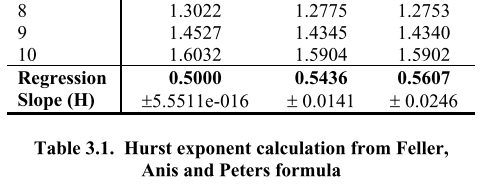 8 1.3022 1.2775 1.2753
9 1.4527 1.4345 1.4340
10 1.6032 1.5904 1.5902
Regression 0.5000 0.5436 0.5607
Slope (H) ±5.5511e-016 ± 0.0141 ± 0.0246
Table 3.1. Hurst exponent calculation from Feller,
Anis and Peters formula